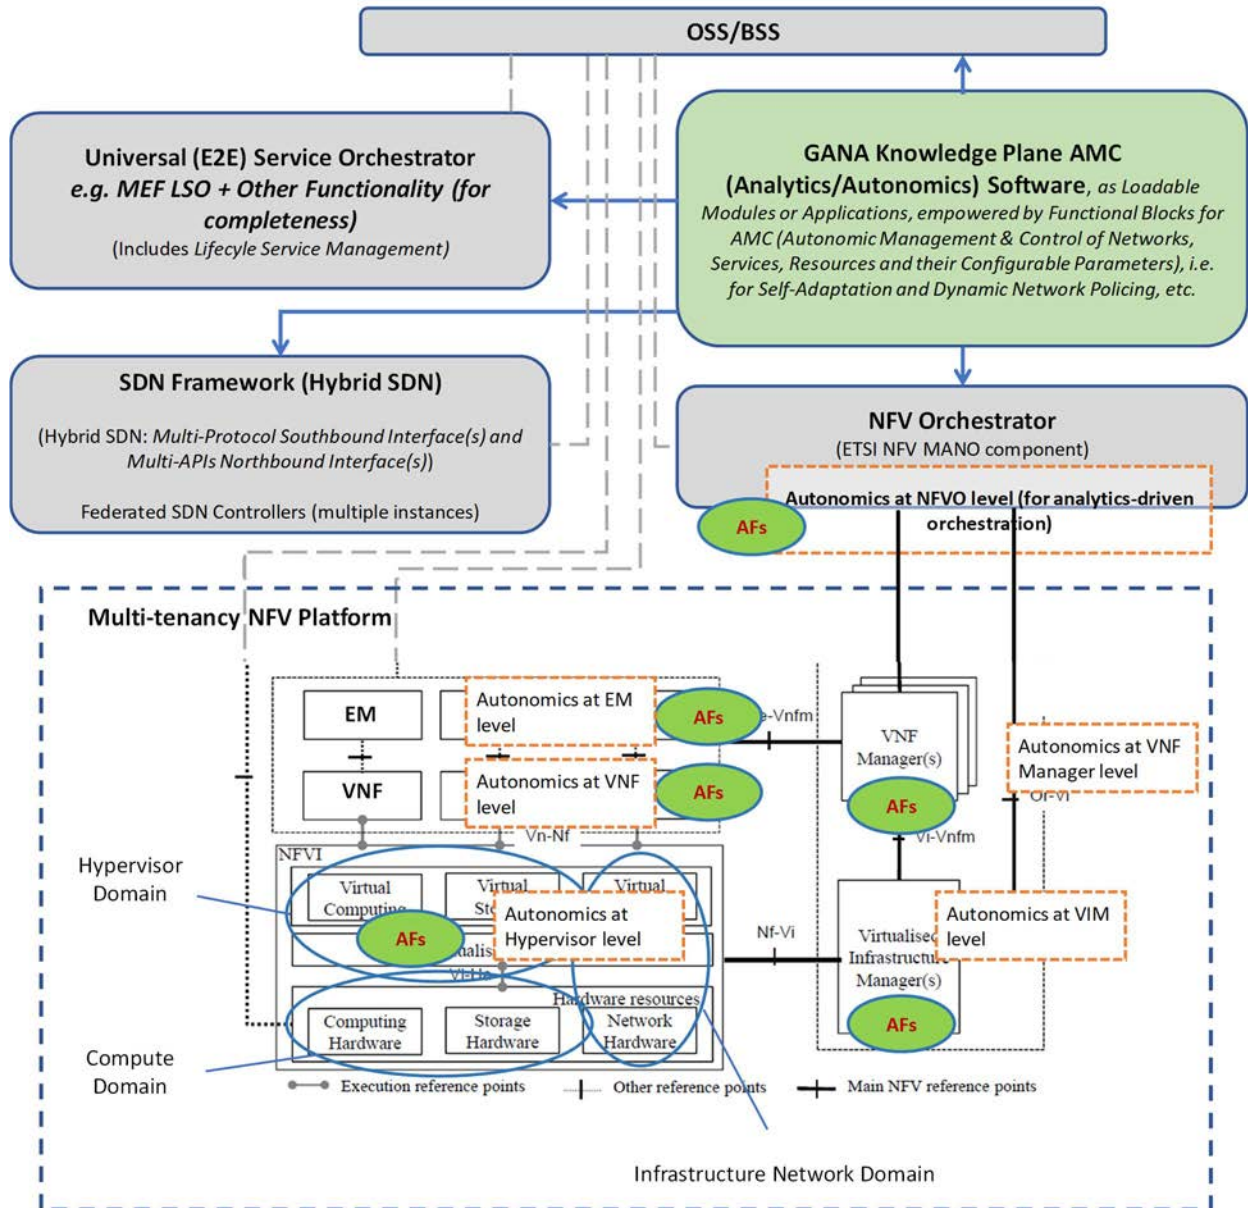 OSS/BSS
Universal (E2E) Service Orchestrator
e.g. MEF LSO + Other Functionality (for
completeness)
(Includes Lifecyle Service Management)
GANA Knowledge Plane AMC
(Analytics/Autonomics) Software, as Loadable
Modules or Applications, empowered by Functional Blocks for
AMC (Autonomic Management & Control of Networks,
Services, Resources and their Configurable Parameters), i.e.
for Self-Adaptation and Dynamic Network Policing, etc.
SDN Framework (Hybrid SDN)
(Hybrid SDN: Multi-Protocol Southbound Interface(s) and
Multi-APIs Northbound Interface(s))
Federated SDN Controllers (multiple instances)
NFV Orchestrator
(ETSI NFV MANO component)
Autonomics at NFVO level (for analytics-driven
orchestration)
AFs
Multi-tenancy NFV Platform
EM
Autonomics at EM
level
AFs
e-Vnfm
VNF
Manager(s)
AFs
Autonomics at VNF
Manager level
VNF
Autonomics at VNF
level
AFs
Or-Vi
Vn-Nf
Vi-Vnfm
NFVI
Hypervisor
Domain
Virtual
Computing
Virtual
Virtual
Autonomics at
Hypervisor level
AFs
Nf-Vi
Autonomics at VIM
level
Virtualised
Infrastructure
Manager(s)
AFs
Vi-Ha
Hardware resources
Computing
Hardware
Storage
Hardware
Network
Hardware
Compute
Domain
Execution reference points
Other reference points
Main NFV reference points
Infrastructure Network Domain